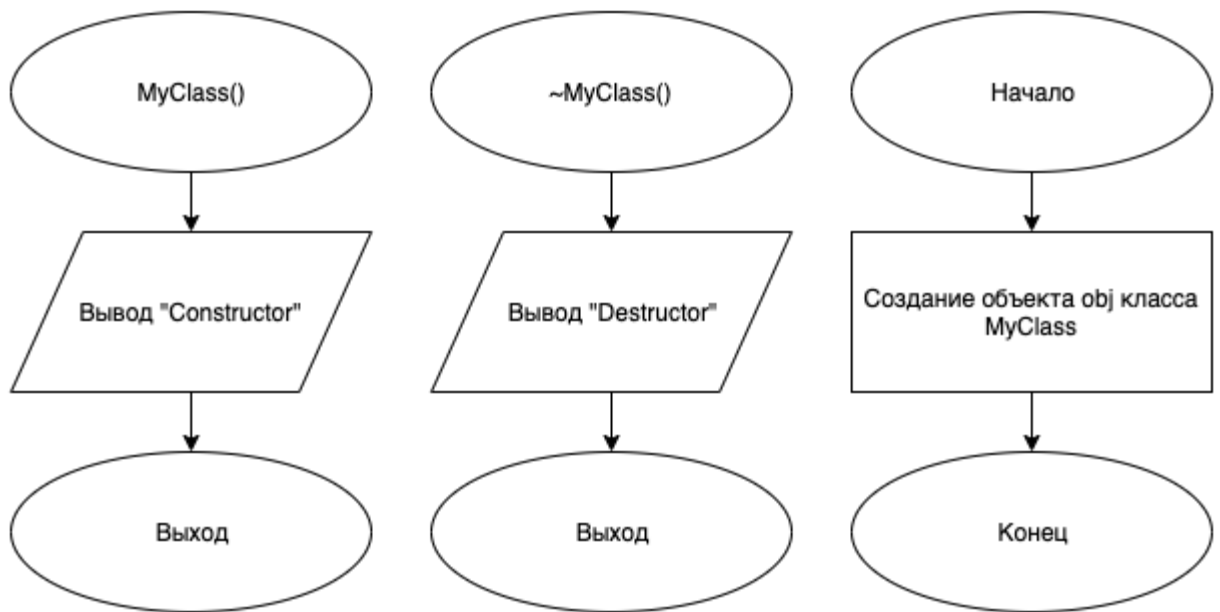 MyClass()
Вывод "Constructor"
Выход
~MyClass()
Вывод "Destructor"
Выход
Начало
Создание объекта obj класса
MyClass
Конец